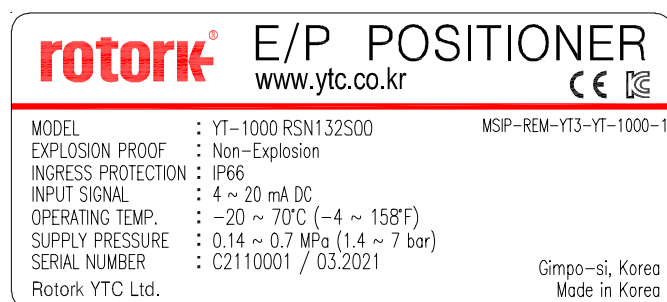 rotork® E/P POSITIONER
www.ytc.co.kr
CE
MSIP-REM-YT3-YT-1000-1
MODEL : YT-1000 RSN132S00
EXPLOSION PROOF : Non-Explosion
INGRESS PROTECTION : IP66
INPUT SIGNAL : 4 ~ 20 mA DC
OPERATING TEMP. : -20 ~ 70°C (-4 ~ 158°F)
SUPPLY PRESSURE : 0.14 ~ 0.7 MPa (1.4 ~ 7 bar)
SERIAL NUMBER : C2110001 / 03.2021
Rotork YTC Ltd.
Gimpo-si, Korea
Made in Korea